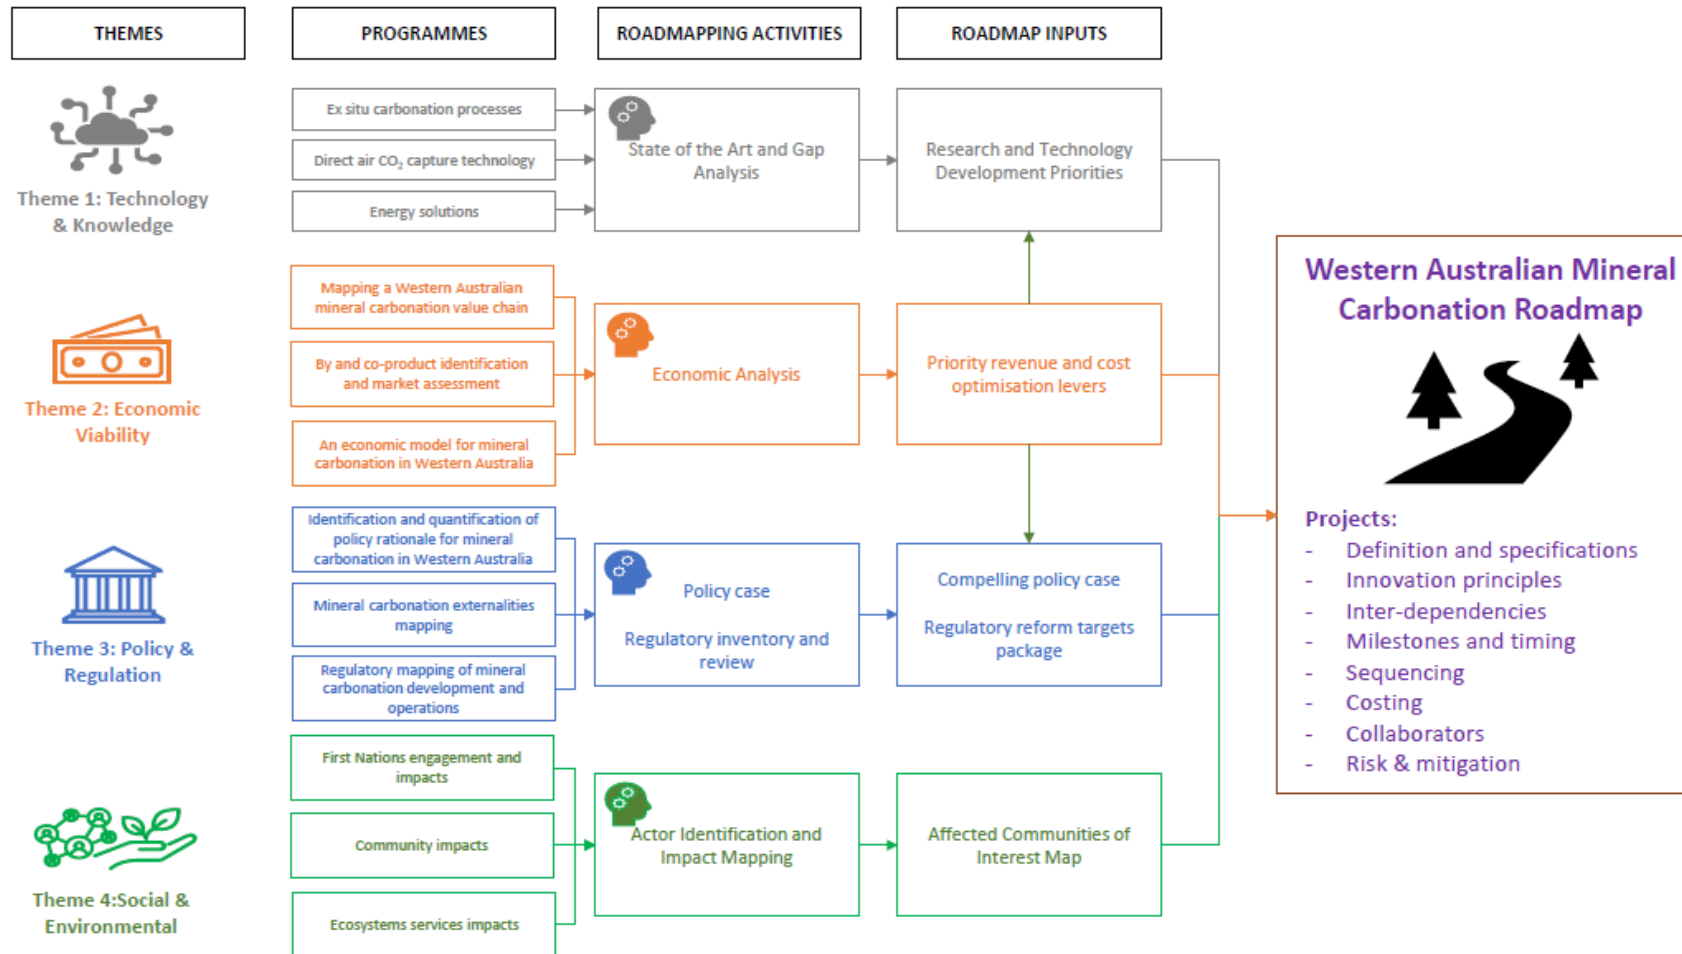 THEMES
PROGRAMMES
ROADMAPPING ACTIVITIES
ROADMAP INPUTS
Theme 1: Technology
& Knowledge
Ex situ carbonation processes
Direct air CO₂ capture technology
Energy solutions
State of the Art and Gap
Analysis
Research and Technology
Development Priorities
Theme 2: Economic
Viability
Mapping a Western Australian
mineral carbonation value chain
By and co-product identification
and market assessment
An economic model for mineral
carbonation in Western Australia
Economic Analysis
Priority revenue and cost
optimisation levers
Theme 3: Policy &
Regulation
Identification and quantification of
policy rationale for mineral
carbonation in Western Australia
Mineral carbonation externalities
mapping
Regulatory mapping of mineral
carbonation development and
operations
Policy case
Regulatory inventory and
review
Compelling policy case
Regulatory reform targets
package
Theme 4:Social &
Environmental
First Nations engagement and
impacts
Community impacts
Ecosystems services impacts
Actor Identification and
Impact Mapping
Affected Communities of
Interest Map
Western Australian Mineral
Carbonation Roadmap
Projects:
- Definition and specifications
- Innovation principles
- Inter-dependencies
- Milestones and timing
- Sequencing
- Costing
- Collaborators
- Risk & mitigation